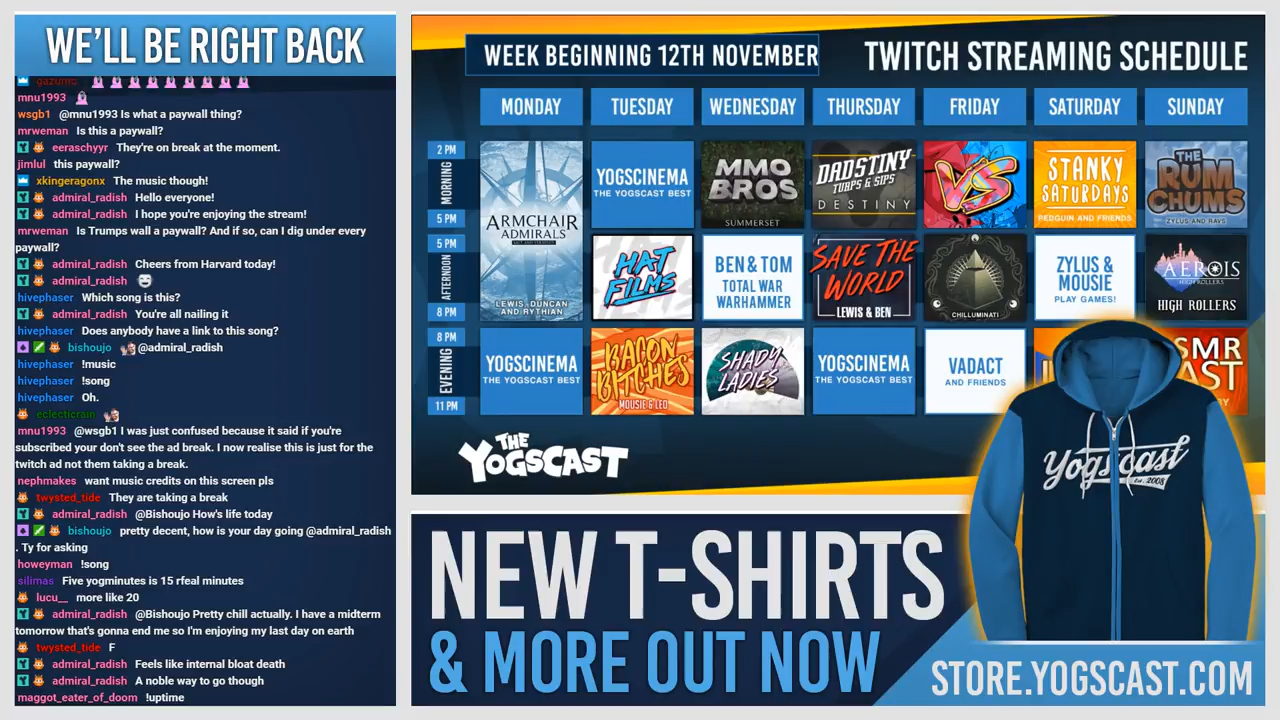 WE'LL BE RIGHT BACK
gazumo
mnu1993
wsgb1 @mnu1993 Is what a paywall thing?
mrweman Is this a paywall?
eeraschyyr They're on break at the moment.
jimlul this paywall?
xkingeragonx The music though!
admiral_radish Hello everyone!
admiral_radish I hope you're enjoying the stream!
mrweman Is Trumps wall a paywall? And if so, can I dig under every
paywall?
admiral_radish Cheers from Harvard today!
admiral_radish
hivephaser Which song is this?
admiral_radish You're all nailing it
hivephaser Does anybody have a link to this song?
bishoujo @admiral_radish
hivephaser !music
hivephaser !song
hivephaser Oh.
eclecticrain
mnu1993 @wsgb1 I was just confused because it said if you're
subscribed your don't see the ad break. I now realise this is just for the
twitch ad not them taking a break.
nephmakes want music credits on this screen pls
twysted_tide They are taking a break
admiral_radish @Bishoujo How's life today
bishoujo pretty decent, how is your day going @admiral_radish
. Ty for asking
howeyman !song
silimas Five yogminutes is 15 rfeal minutes
lucu__ more like 20
admiral_radish @Bishoujo Pretty chill actually. I have a midterm
tomorrow that's gonna end me so I'm enjoying my last day on earth
twysted_tide F
admiral_radish Feels like internal bloat death
admiral_radish A noble way to go though
maggot_eater_of_doom !uptime
WEEK BEGINNING 12TH NOVEMBER
TWITCH STREAMING SCHEDULE
MONDAY TUESDAY WEDNESDAY THURSDAY FRIDAY SATURDAY SUNDAY
2 PM
MORNING
5 PM
ARMCHAIR
ADMIRALS
LEWIS, DUNCAN
AND RYTHIAN
YOGSCINEMA
THE YOGSCAST BEST
MMO
BROS
SUMMERSET
DADSTINY
TURPS & SIPS
DESTINY
VS
STANKY
SATURDAYS
PEDGUIN AND FRIENDS
THE
RUM
CHUMS
ZYLUS AND RAVS
5 PM
AFTERNOON
8 PM
HAT
FILMS
BEN & TOM
TOTAL WAR
WARHAMMER
SAVE THE
WORLD
LEWIS & BEN
CHILLUMINATI
ZYLUS &
MOUSIE
PLAY GAMES!
AEROIS
HIGH ROLLERS
HIGH ROLLERS
8 PM
EVENING
11 PM
YOGSCINEMA
THE YOGSCAST BEST
BACON
BITCHES
MOUSIE & LEO
SHADY
LADIES
YOGSCINEMA
THE YOGSCAST BEST
VADACT
AND FRIENDS
SMR
AST
THE
YOGSCAST
Yogscast
Est. 2008
NEW T-SHIRTS
& MORE OUT NOW
STORE.YOGSCAST.COM